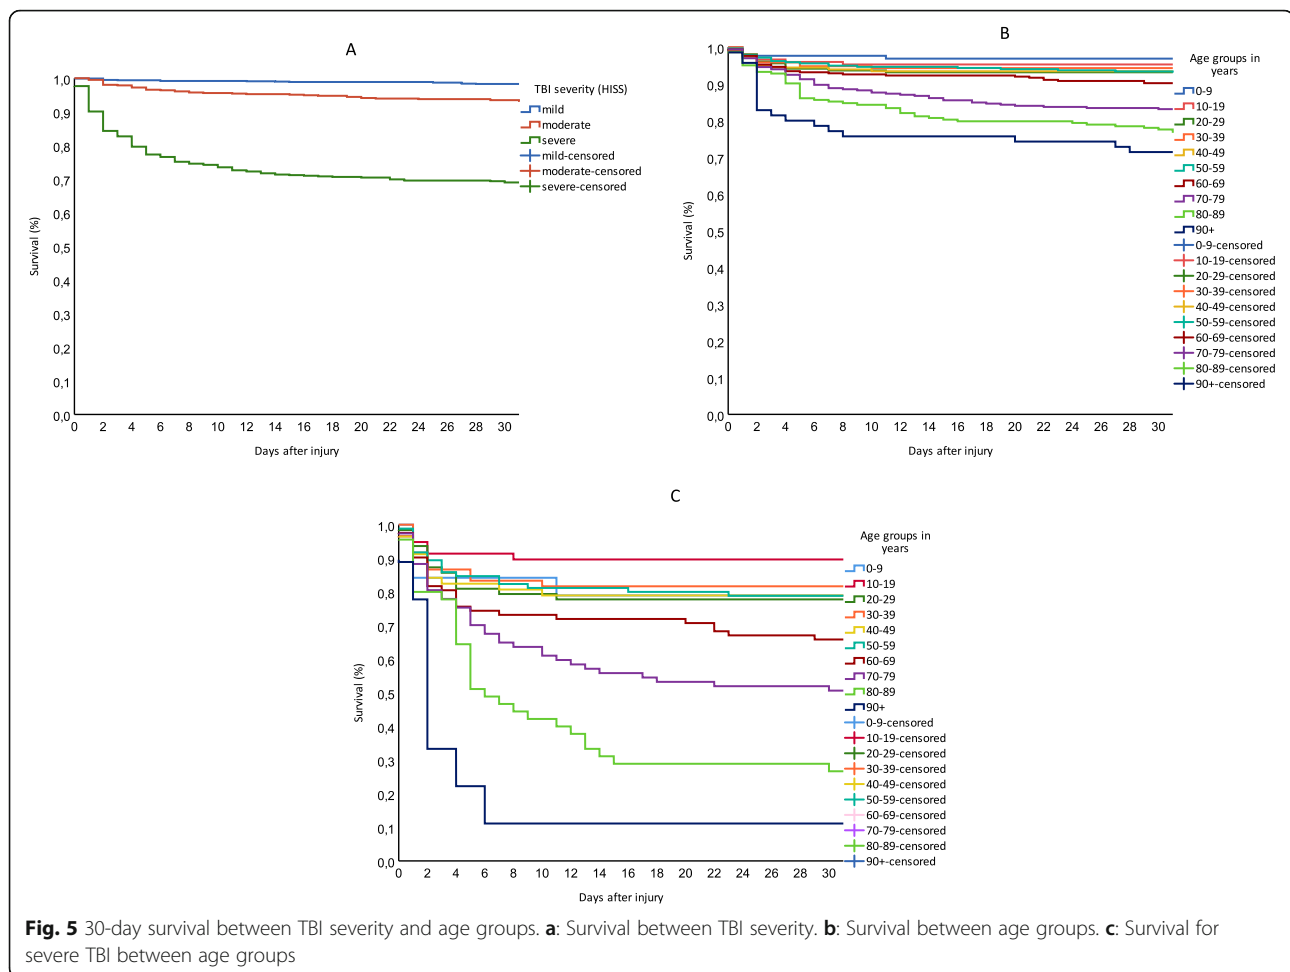 A
Survival (%)
1,0
0,9
0,8
0,7
0,6
0,5
0,4
0,3
0,2
0,1
0,0
0 2 4 6 8 10 12 14 16 18 20 22 24 26 28 30
Days after injury
TBI severity (HISS)
mild
moderate
severe
mild-censored
moderate-censored
severe-censored
B
Survival (%)
1,0
0,9
0,8
0,7
0,6
0,5
0,4
0,3
0,2
0,1
0,0
0 2 4 6 8 10 12 14 16 18 20 22 24 26 28 30
Days after injury
Age groups in
years
0-9
10-19
20-29
30-39
40-49
50-59
60-69
70-79
80-89
90+
0-9-censored
10-19-censored
20-29-censored
30-39-censored
40-49-censored
50-59-censored
60-69-censored
70-79-censored
80-89-censored
90+-censored
C
Survival (%)
1,0
0,9
0,8
0,7
0,6
0,5
0,4
0,3
0,2
0,1
0,0
0 2 4 6 8 10 12 14 16 18 20 22 24 26 28 30
Days after injury
Age groups in
years
0-9
10-19
20-29
30-39
40-49
50-59
60-69
70-79
80-89
90+
0-9-censored
10-19-censored
20-29-censored
30-39-censored
40-49-censored
50-59-censored
60-69-censored
70-79-censored
80-89-censored
90+-censored
Fig. 5 30-day survival between TBI severity and age groups. a: Survival between TBI severity. b: Survival between age groups. c: Survival for
severe TBI between age groups